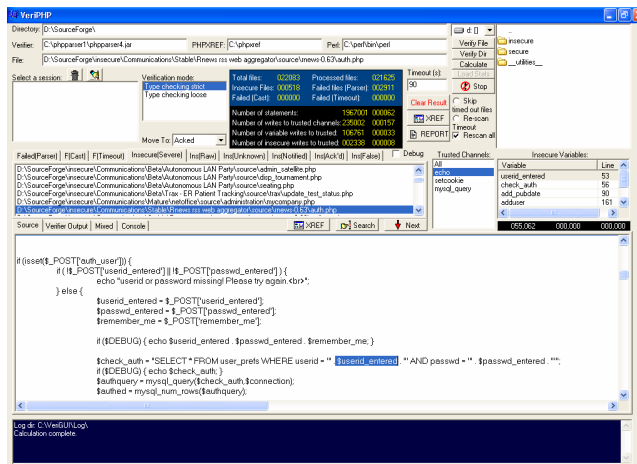 VeriPHP
Directory: D:\SourceForge\
d: []
..
Verifier: C:\phpparser1\phpparser4.jar PHPXREF: C:\phpxref Perl: C:\perl\bin\perl
Verify File
insecure
File: D:\SourceForge\insecure\Communications\Stable\Rnews rss web aggregator\source\rnews-0.63\auth.php
Verify Dir
secure
Calculate
__utilities__
Select a session:
Verification mode:
Type checking strict
Type checking loose
Total files: 022083 Processed files: 021625
Insecure Files: 000518 Failed files (Parser): 002911
Failed (Cast): 000000 Failed (Timeout): 000000
Number of statements: 1967001 000062
Number of writes to trusted channels: 235002 000157
Number of variable writes to trusted: 106761 000033
Number of insecure writes to trusted: 002338 000008
Timeout (s):
90
Load Stats
Stop
Clear Result
Skip timed out files
Re-scan Timeout
Rescan all
XREF
REPORT
Move To: Acked
Failed(Parser) F(Cast) F(Timeout) Insecure(Severe) Ins(Raw) Ins(Unknown) Ins(Notified) Ins(Ack'd) Ins(False) Debug
Trusted Channels:
All
echo
setcookie
mysql_query
Insecure Variables:
Variable Line
userid_entered 53
check_auth 56
add_pubdate 90
adduser 161
D:\SourceForge\insecure\Communications\Beta\Autonomous LAN Party\source\admin_satellite.php
D:\SourceForge\insecure\Communications\Beta\Autonomous LAN Party\source\disp_tournament.php
D:\SourceForge\insecure\Communications\Beta\Autonomous LAN Party\source\seating.php
D:\SourceForge\insecure\Communications\Beta\Trax - ER Patient Tracking\source\trax\update_test_status.php
D:\SourceForge\insecure\Communications\Mature\netoffice\source\administration\mycompany.php
D:\SourceForge\insecure\Communications\Stable\Rnews rss web aggregator\source\rnews-0.63\auth.php
Source Verifier Output Mixed Console XREF Search Next
055,062 000,000 000,000
if (isset($_POST['auth_user'])) {
if ( !$_POST['userid_entered'] || !$_POST['passwd_entered'] ) {
echo "userid or password missing! Please try again.<br>";
} else {
$userid_entered = $_POST['userid_entered'];
$passwd_entered = $_POST['passwd_entered'];
$remember_me = $_POST['remember_me'];
if ($DEBUG) { echo $userid_entered . $passwd_entered . $remember_me; }
$check_auth = "SELECT * FROM user_prefs WHERE userid = '" . $userid_entered . "' AND passwd = '" . $passwd_entered . "'";
if ($DEBUG) { echo $check_auth; }
$authquery = mysql_query($check_auth,$connection);
$authed = mysql_num_rows($authquery);
Log dir: C:\VeriGUI\Log\
Calculation complete.